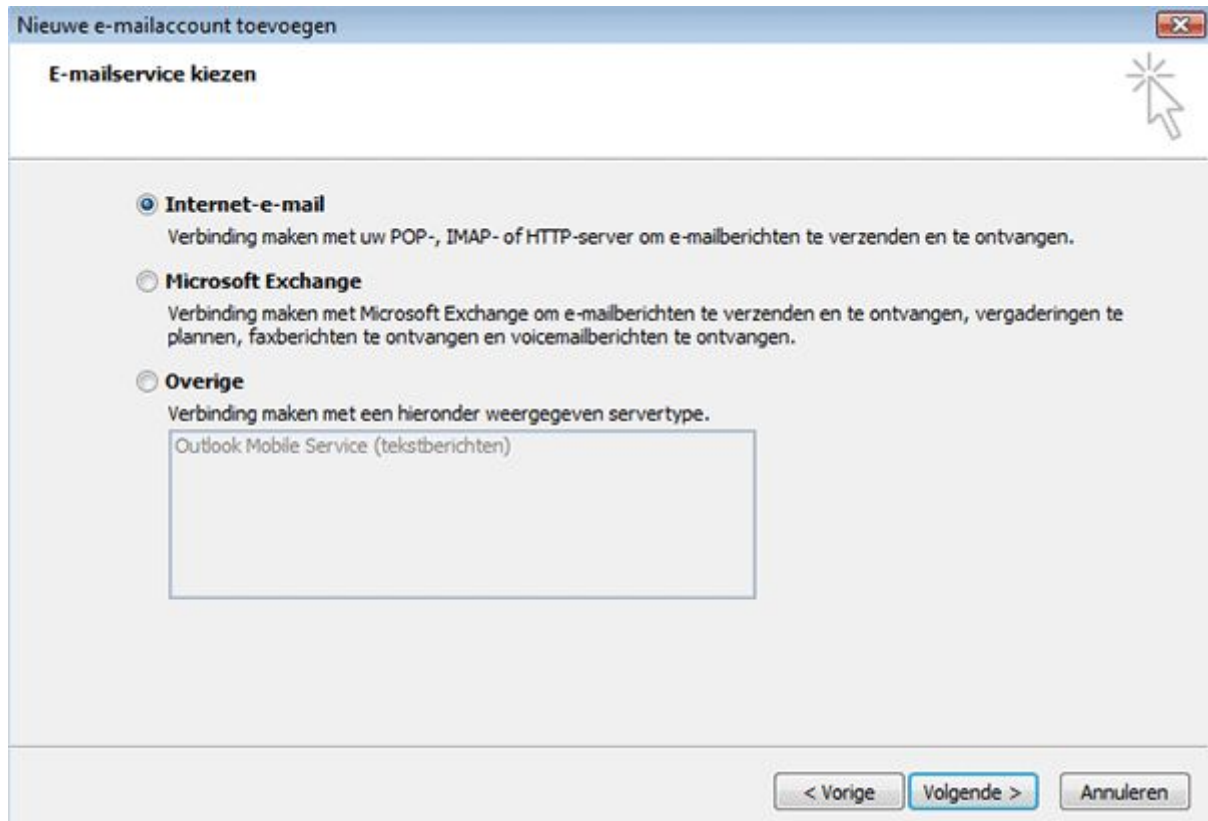 Nieuwe e-mailaccount toevoegen
E-mailservice kiezen
Internet-e-mail
Verbinding maken met uw POP-, IMAP- of HTTP-server om e-mailberichten te verzenden en te ontvangen.
Microsoft Exchange
Verbinding maken met Microsoft Exchange om e-mailberichten te verzenden en te ontvangen, vergaderingen te
plannen, faxberichten te ontvangen en voicemailberichten te ontvangen.
Overige
Verbinding maken met een hieronder weergegeven servertype.
Outlook Mobile Service (tekstberichten)
< Vorige Volgende > Annuleren